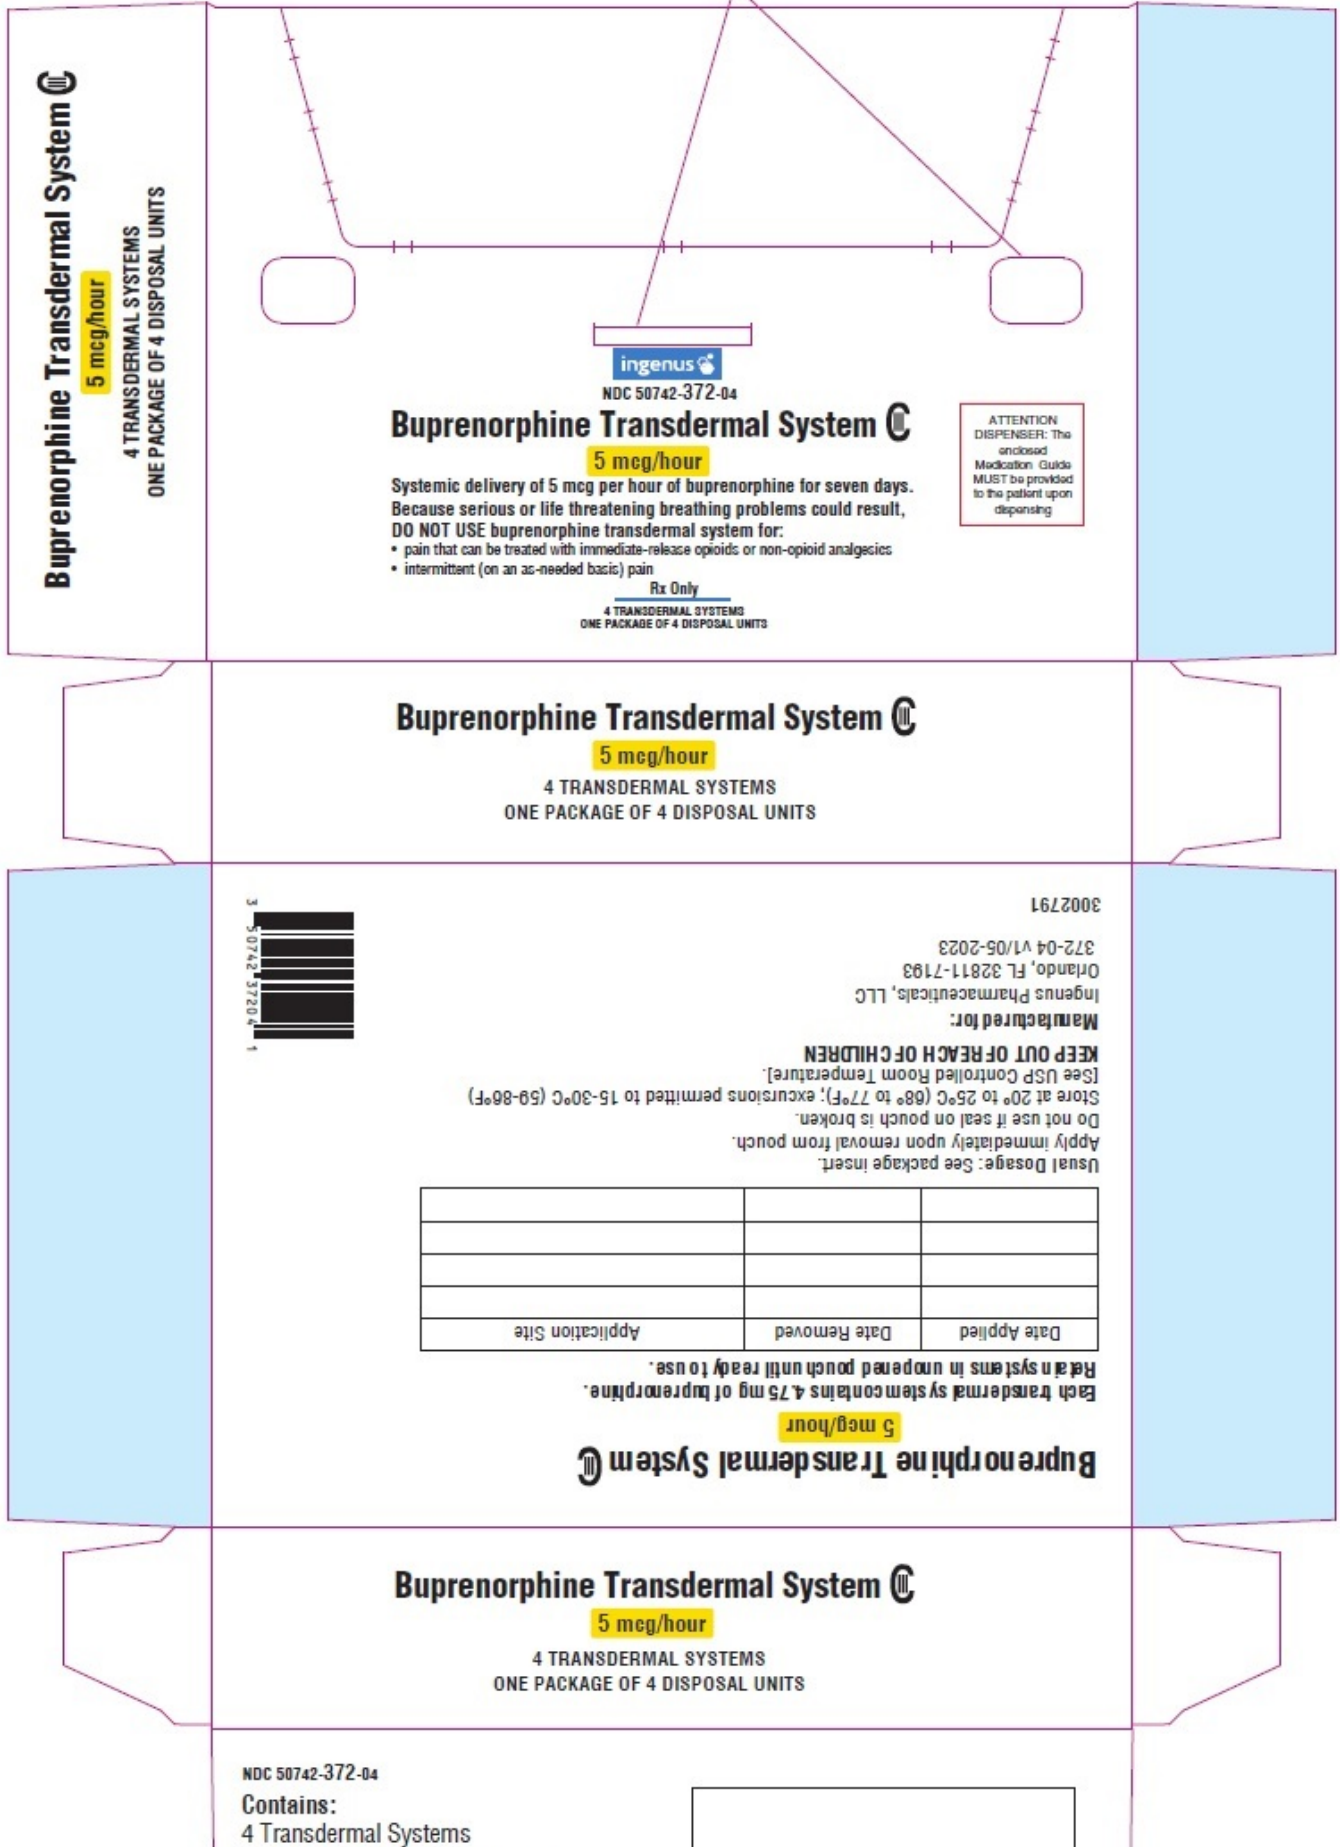 Buprenorphine Transdermal System CIII
5 mcg/hour
4 TRANSDERMAL SYSTEMS
ONE PACKAGE OF 4 DISPOSAL UNITS
ingenus
NDC 50742-372-04
Buprenorphine Transdermal System CIII
5 mcg/hour
Systemic delivery of 5 mcg per hour of buprenorphine for seven days.
Because serious or life threatening breathing problems could result,
DO NOT USE buprenorphine transdermal system for:
• pain that can be treated with immediate-release opioids or non-opioid analgesics
• intermittent (on an as-needed basis) pain
Rx Only
4 TRANSDERMAL SYSTEMS
ONE PACKAGE OF 4 DISPOSAL UNITS
ATTENTION
DISPENSER: The
enclosed
Medication Guide
MUST be provided
to the patient upon
dispensing
Buprenorphine Transdermal System CIII
5 mcg/hour
4 TRANSDERMAL SYSTEMS
ONE PACKAGE OF 4 DISPOSAL UNITS
Buprenorphine Transdermal System CIII
5 mcg/hour
Each transdermal system contains 4.75 mg of buprenorphine.
Retain systems in unopened pouch until ready to use.
Date Applied Date Removed Application Site
Usual Dosage: See package insert.
Apply immediately upon removal from pouch.
Do not use if seal on pouch is broken.
Store at 20º to 25ºC (68º to 77ºF); excursions permitted to 15-30ºC (59-86ºF)
[See USP Controlled Room Temperature].
KEEP OUT OF REACH OF CHILDREN
Manufactured for:
Ingenus Pharmaceuticals, LLC
Orlando, FL 32811-7193
372-04 v1/05-2023
3002791
3 50742 37204 1
Buprenorphine Transdermal System CIII
5 mcg/hour
4 TRANSDERMAL SYSTEMS
ONE PACKAGE OF 4 DISPOSAL UNITS
NDC 50742-372-04
Contains:
4 Transdermal Systems